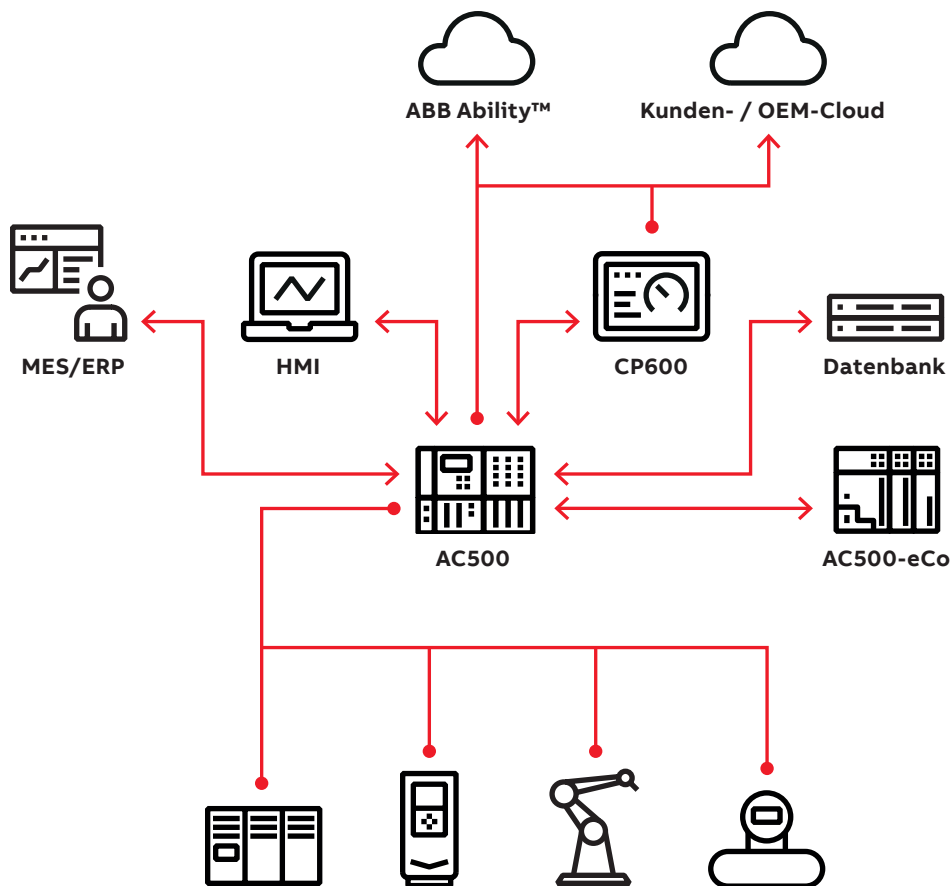 ABB Ability™
Kunden- / OEM-Cloud
MES/ERP
HMI
CP600
Datenbank
AC500
AC500-eCo